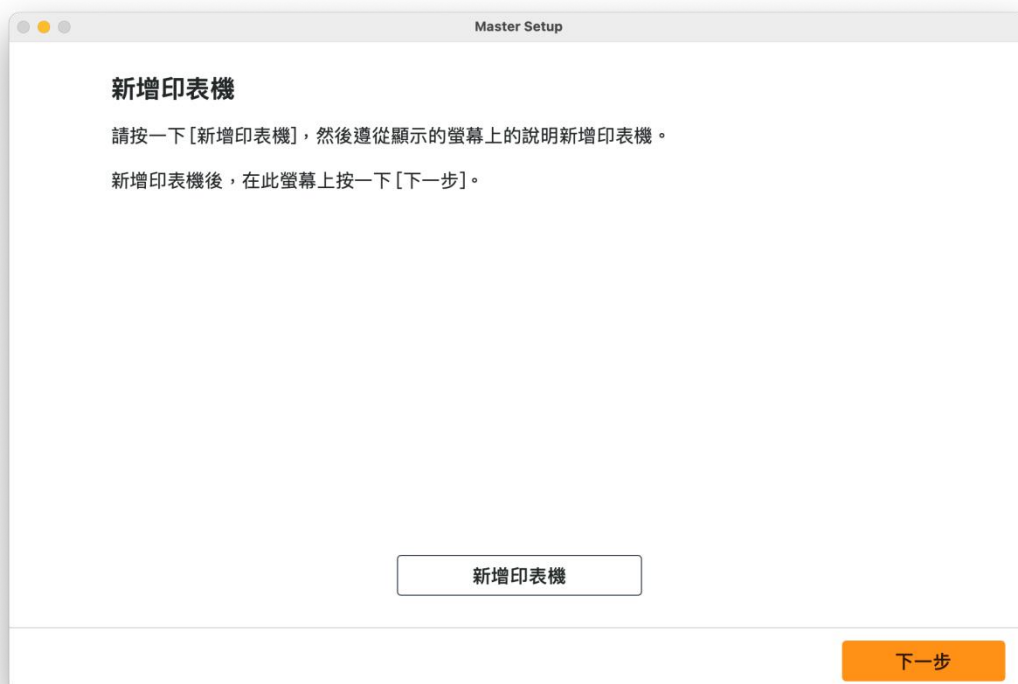 Master Setup
新增印表機
請按一下[新增印表機]，然後遵從顯示的螢幕上的說明新增印表機。
新增印表機後，在此螢幕上按一下[下一步]。
新增印表機
下一步